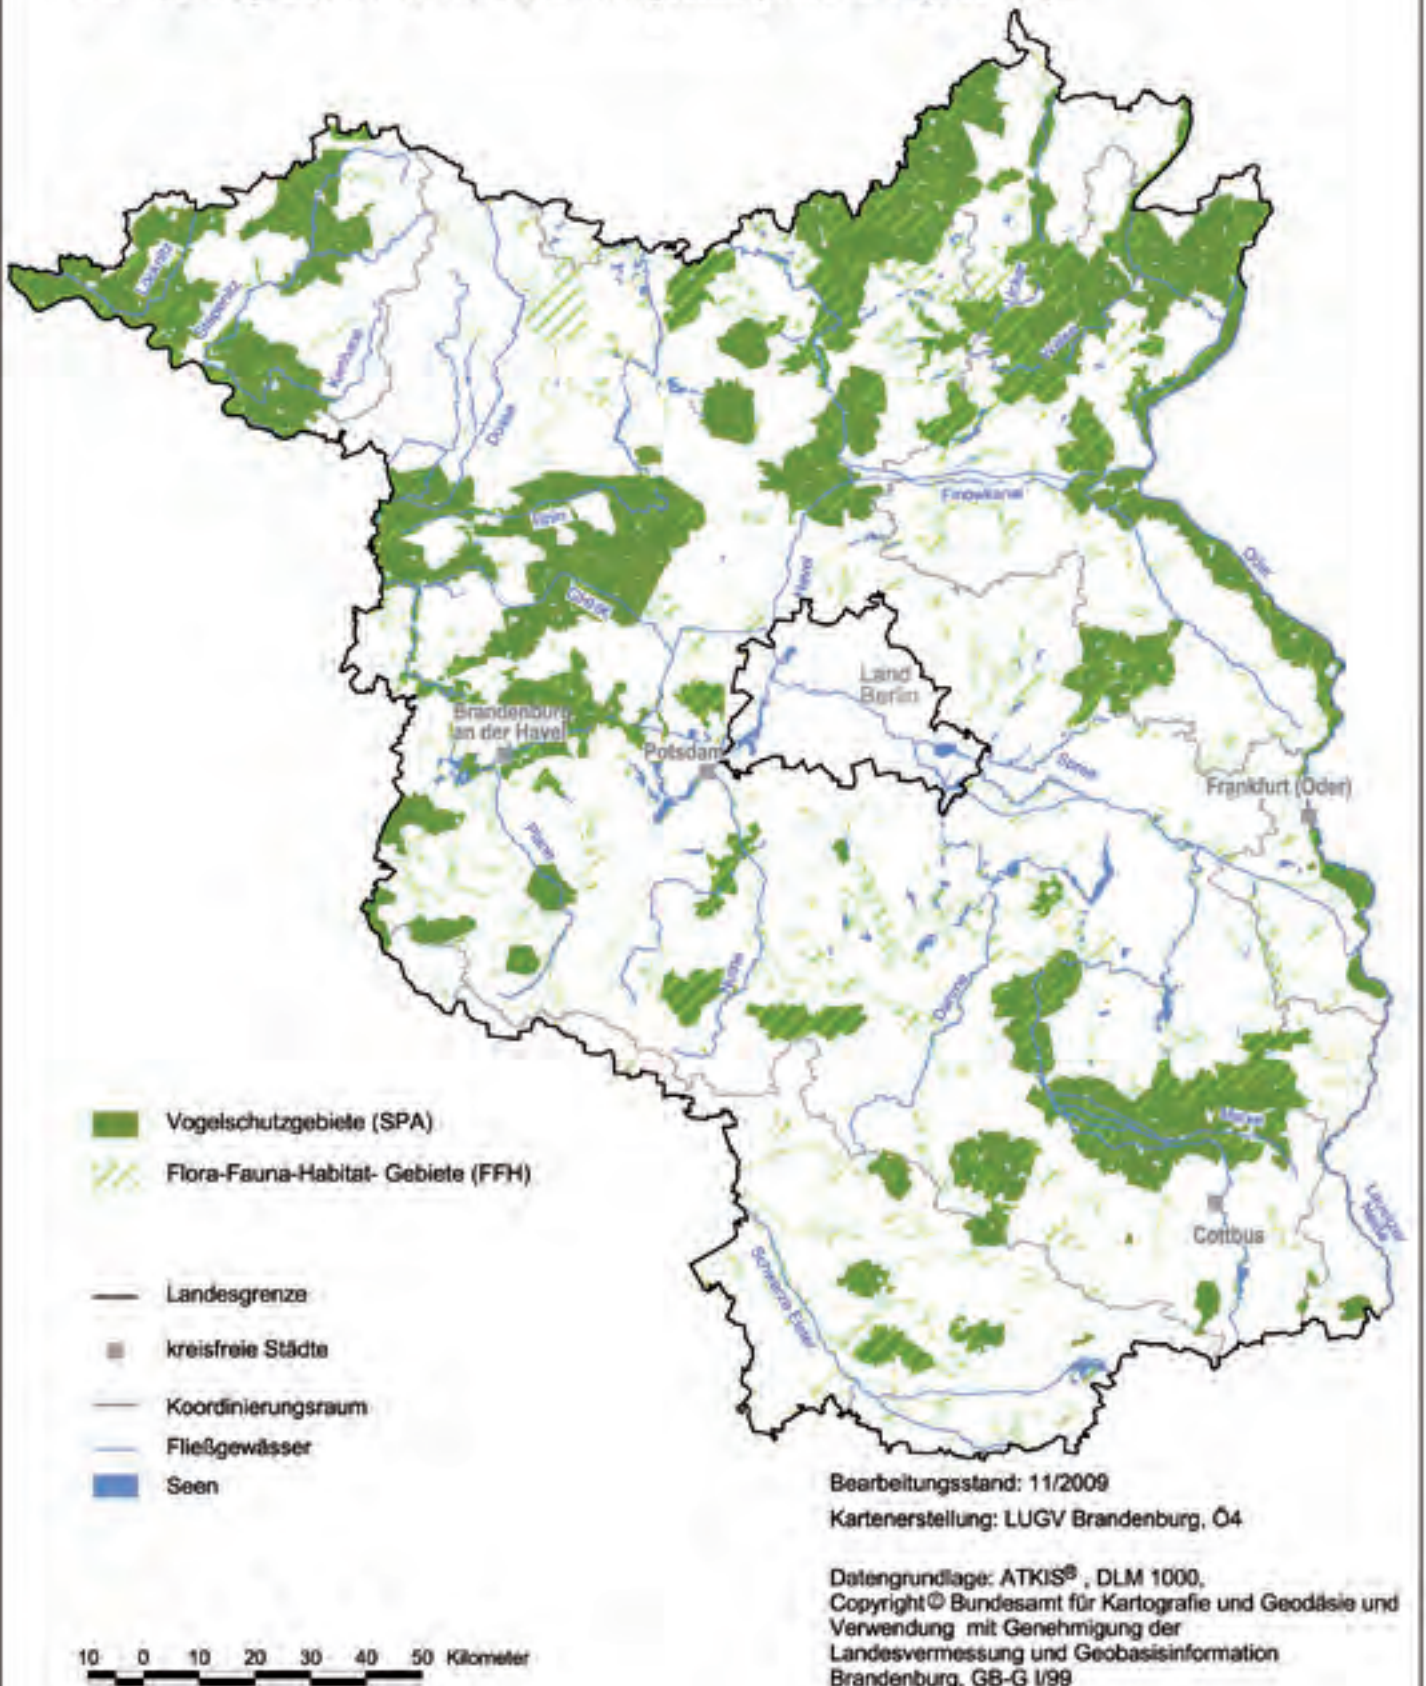 Löcknitz
Stepenitz
Karthane
Dosse
Ucker
Welse
Rhin
Finowkanal
Oder
Havel
Land
Berlin
Brandenburg
an der Havel
Potsdam
Spree
Frankfurt (Oder)
Plane
Nuthe
Dahme
Malxe
Cottbus
Lausitzer
Neiße
Schwarze Elster
Vogelschutzgebiete (SPA)
Flora-Fauna-Habitat- Gebiete (FFH)
Landesgrenze
kreisfreie Städte
Koordinierungsraum
Fließgewässer
Seen
Bearbeitungsstand: 11/2009
Kartenerstellung: LUGV Brandenburg, Ö4
Datengrundlage: ATKIS® , DLM 1000,
Copyright © Bundesamt für Kartografie und Geodäsie und
Verwendung mit Genehmigung der
Landesvermessung und Geobasisinformation
Brandenburg, GB-G I/99
10 0 10 20 30 40 50 Kilometer